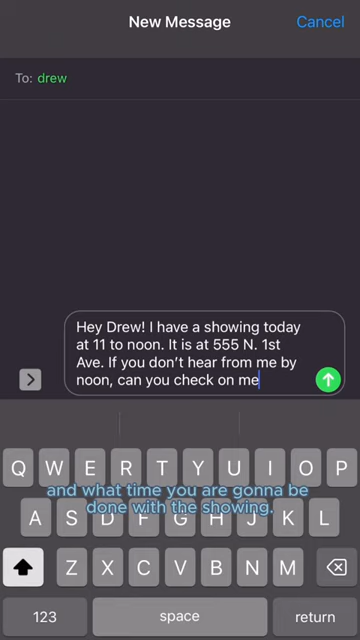 New Message
Cancel
To: drew
Hey Drew! I have a showing today
at 11 to noon. It is at 555 N. 1st
Ave. If you don't hear from me by
noon, can you check on me
Q W E R T Y U I O P
and what time you are gonna be
done with the showing.
A S D F G H J K L
Z X C V B N M
123
space
return